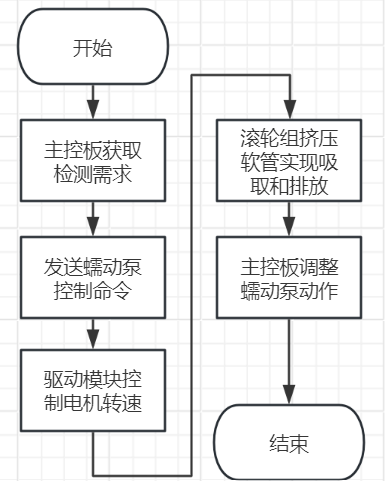 开始
主控板获取
检测需求
发送蠕动泵
控制命令
驱动模块控
制电机转速
滚轮组挤压
软管实现吸
取和排放
主控板调整
蠕动泵动作
结束